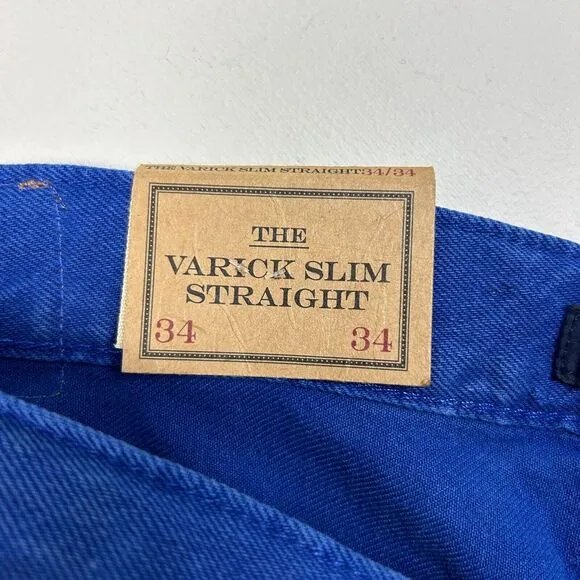 THE VARICK SLIM STRAIGHT 34/34
THE
VARICK SLIM
STRAIGHT
34 34